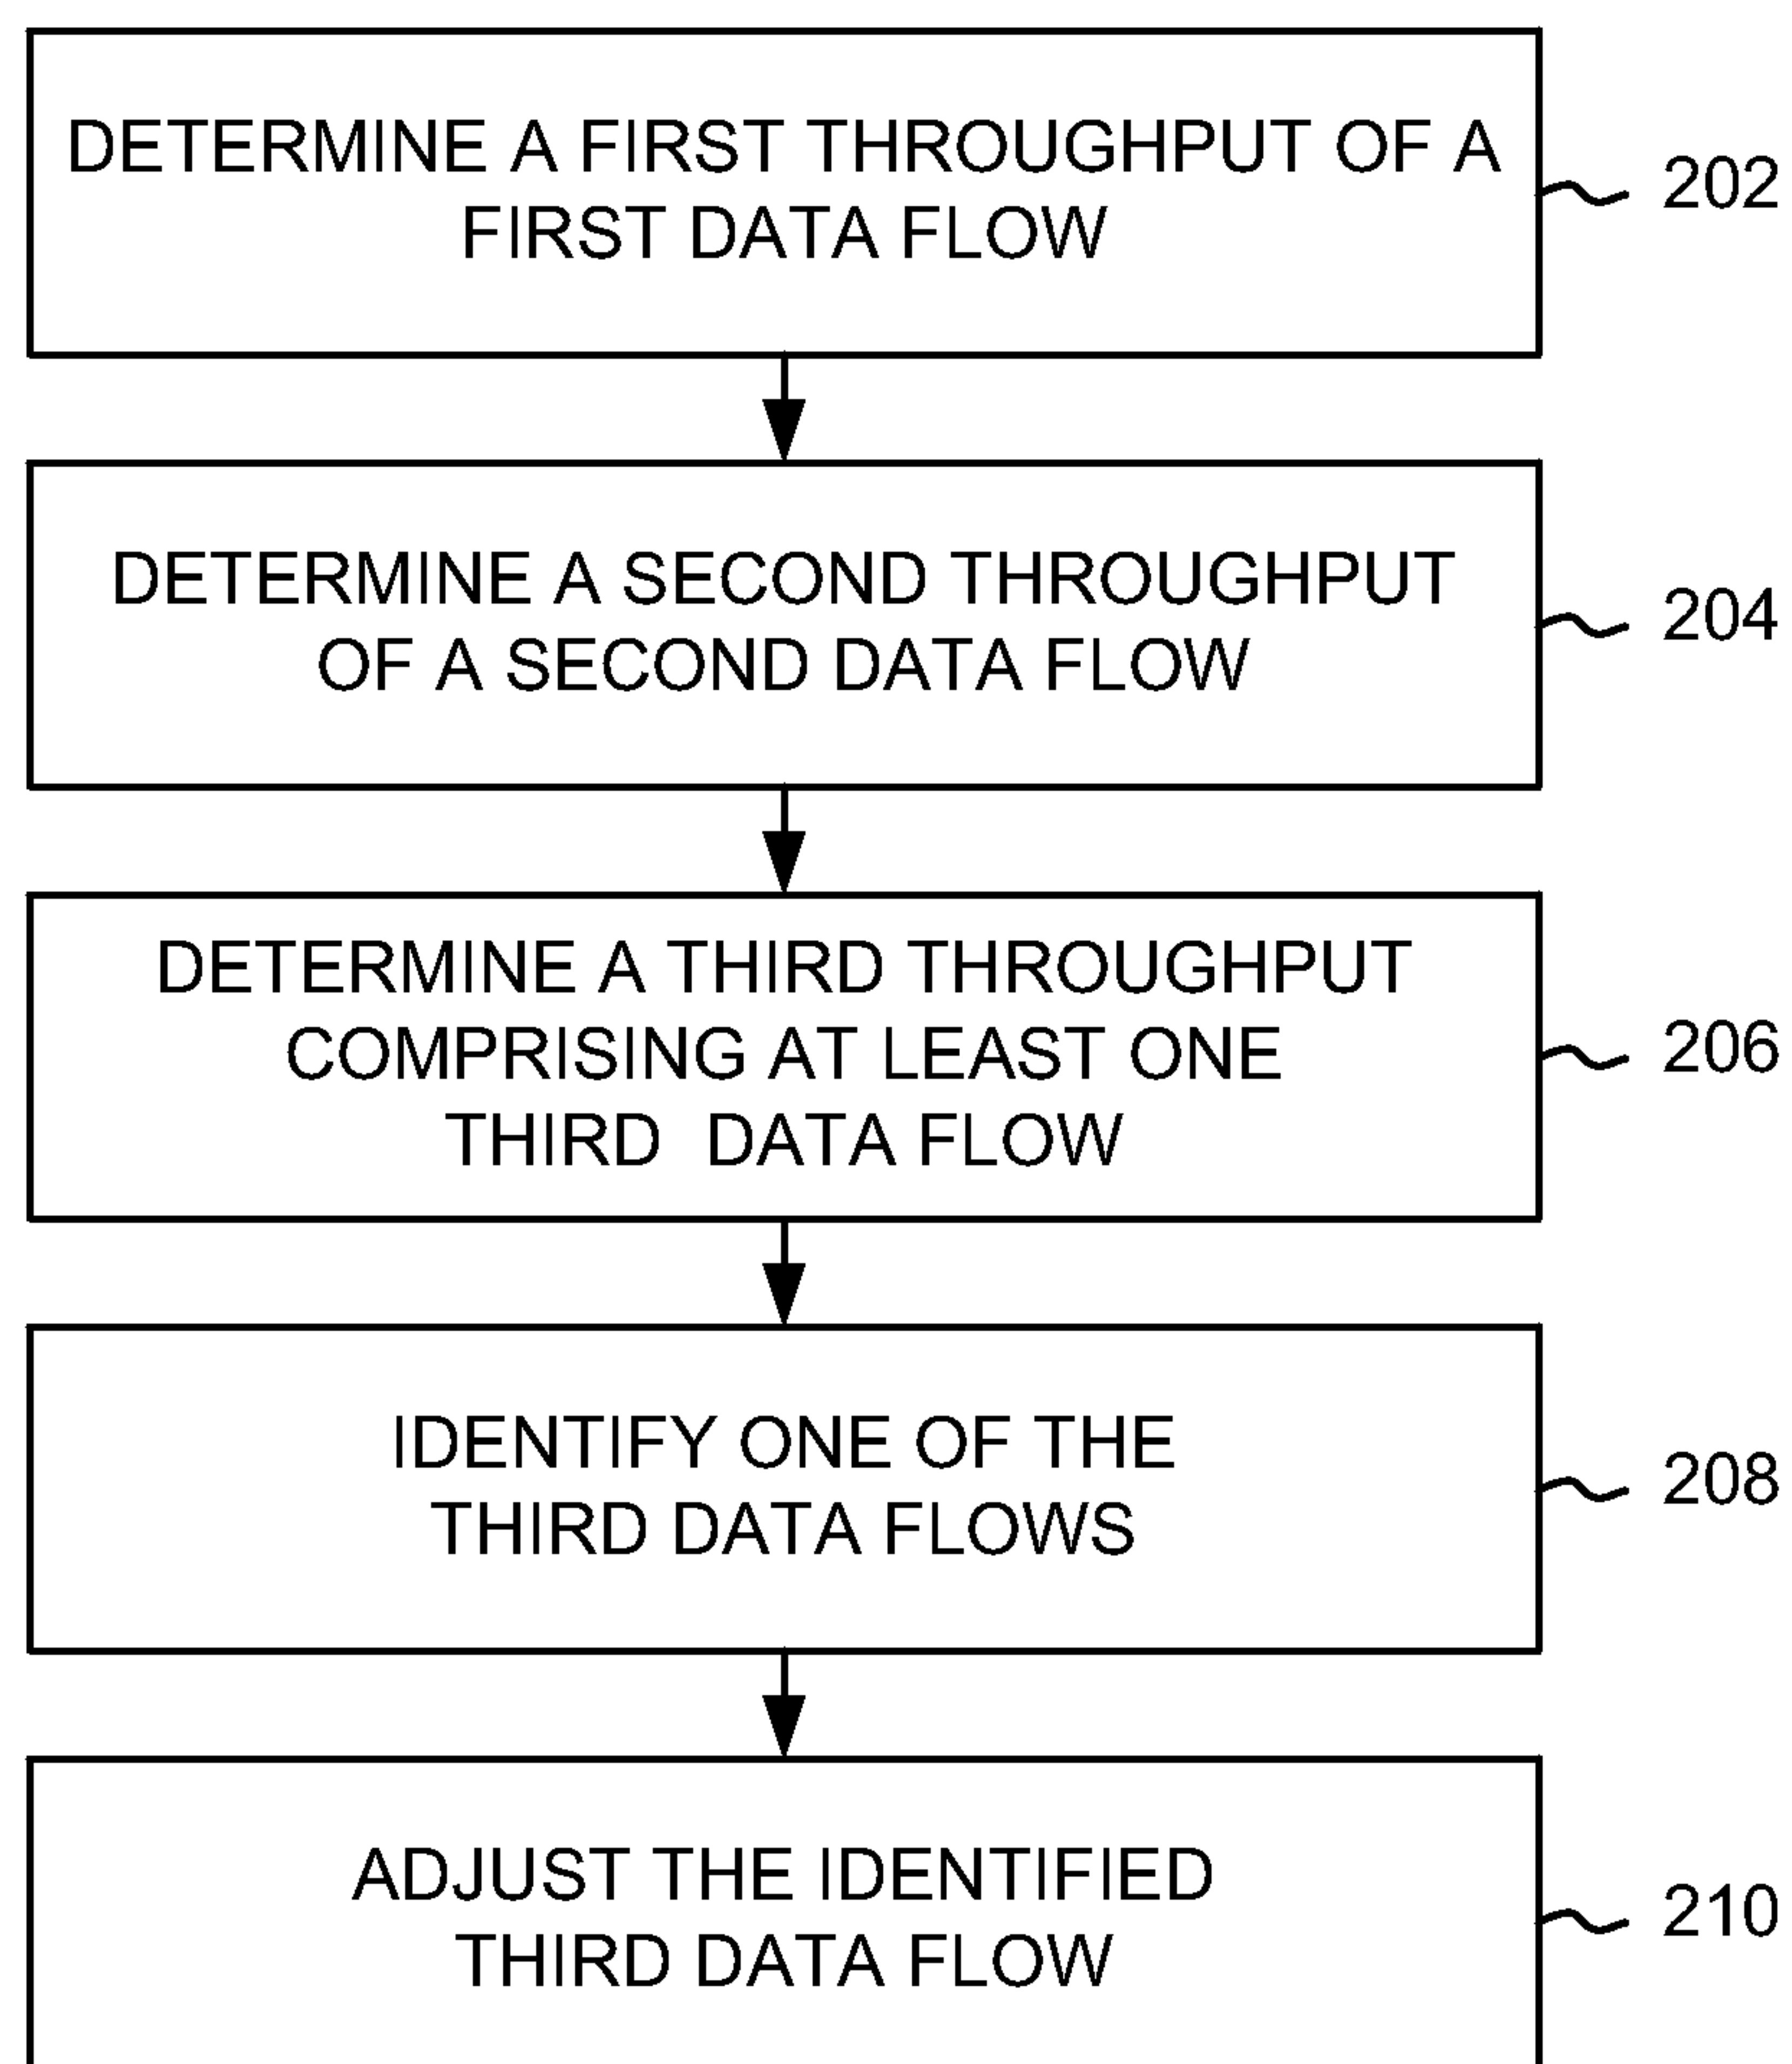 DETERMINE A FIRST THROUGHPUT OF A
FIRST DATA FLOW
202
DETERMINE A SECOND THROUGHPUT
OF A SECOND DATA FLOW
204
DETERMINE A THIRD THROUGHPUT
COMPRISING AT LEAST ONE
THIRD DATA FLOW
206
IDENTIFY ONE OF THE
THIRD DATA FLOWS
208
ADJUST THE IDENTIFIED
THIRD DATA FLOW
210